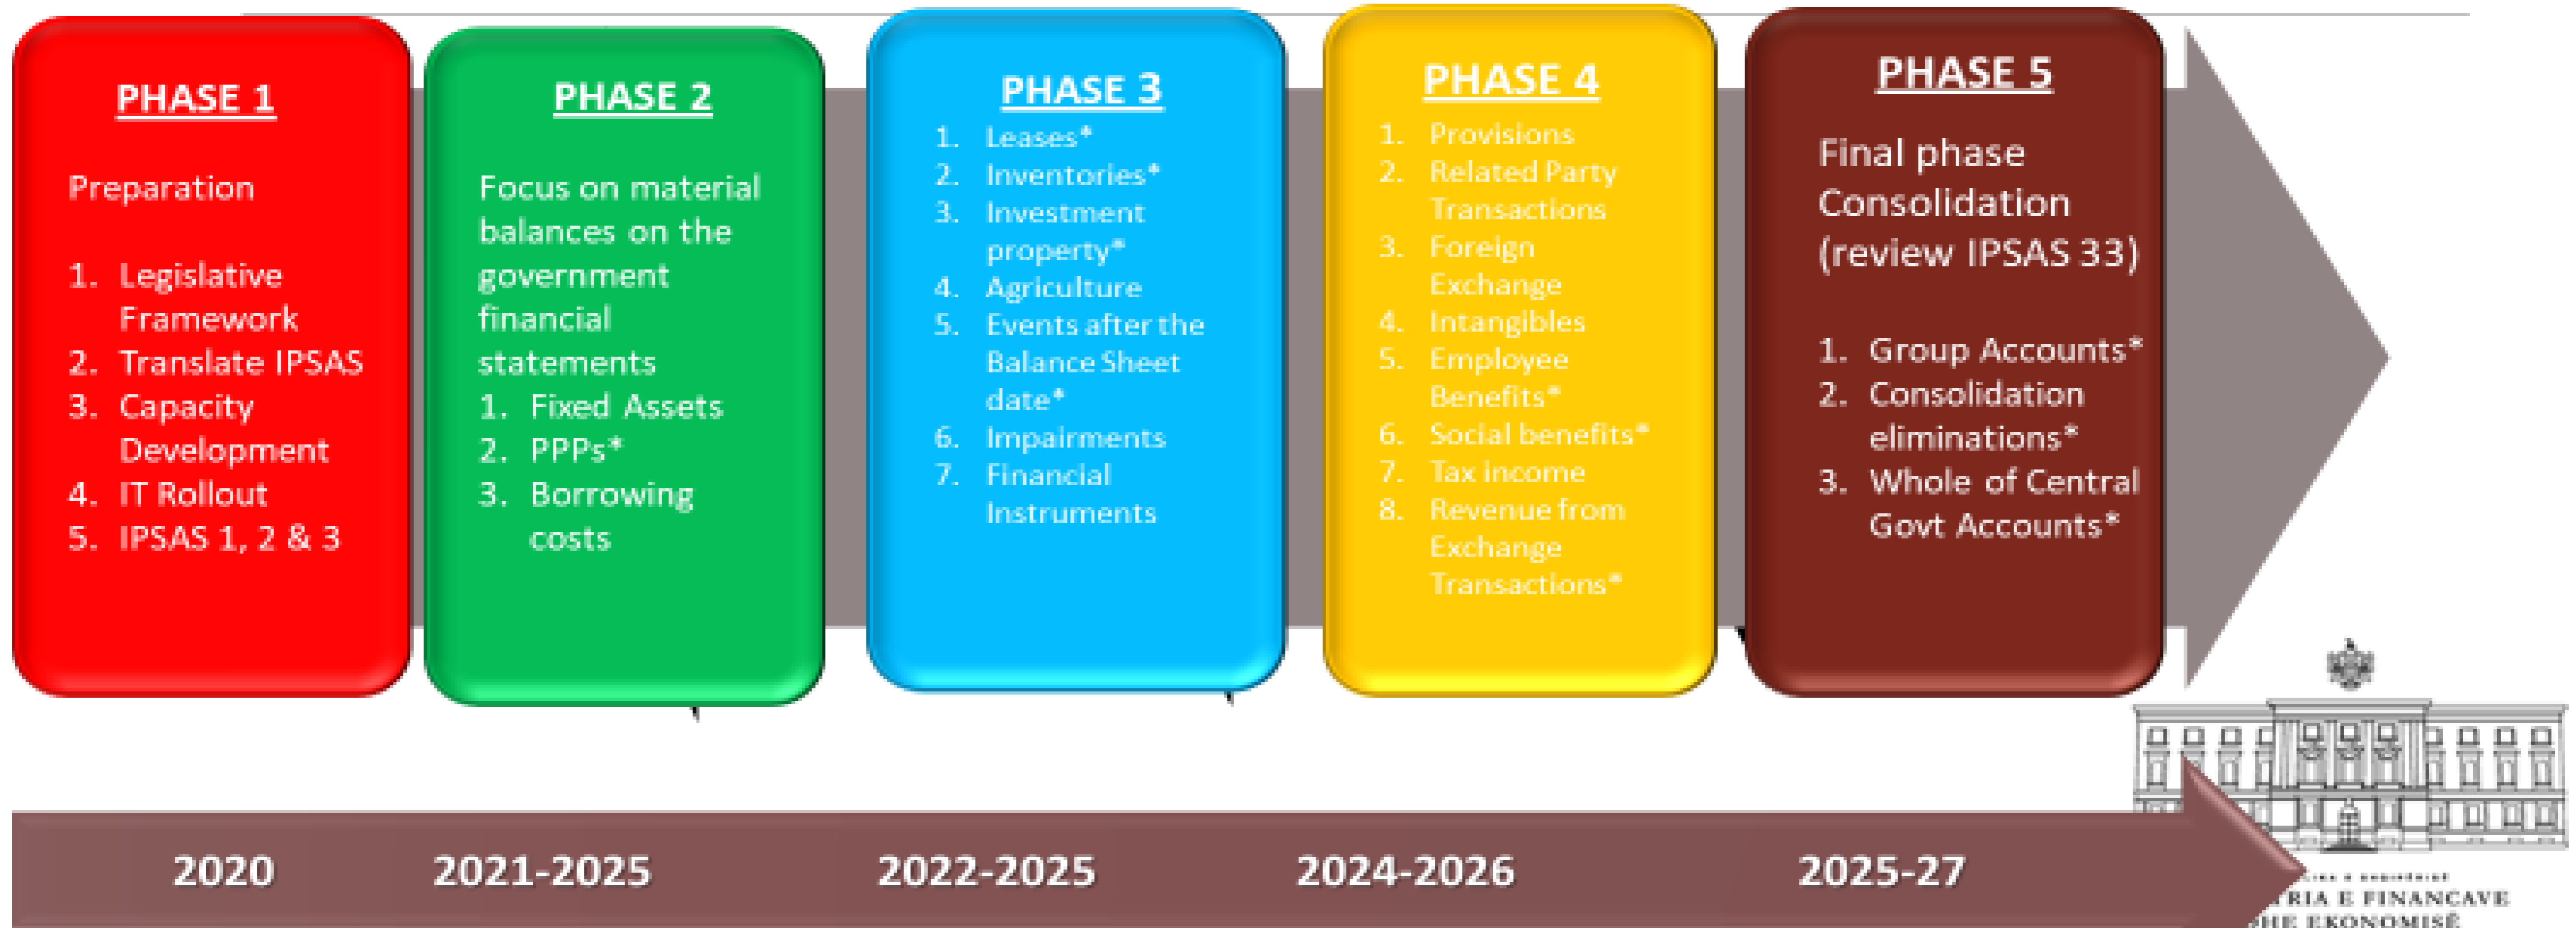 PHASE 1
Preparation
1. Legislative
Framework
2. Translate IPSAS
3. Capacity
Development
4. IT Rollout
5. IPSAS 1, 2 & 3
PHASE 2
Focus on material
balances on the
government
financial
statements
1. Fixed Assets
2. PPPs*
3. Borrowing
costs
PHASE 3
1. Leases*
2. Inventories*
3. Investment
property*
4. Agriculture
5. Events after the
Balance Sheet
date*
6. Impairments
7. Financial
Instruments
PHASE 4
1. Provisions
2. Related Party
Transactions
3. Foreign
Exchange
4. Intangibles
5. Employee
Benefits*
6. Social benefits*
7. Tax income
8. Revenue from
Exchange
Transactions*
PHASE 5
Final phase
Consolidation
(review IPSAS 33)
1. Group Accounts*
2. Consolidation
eliminations*
3. Whole of Central
Govt Accounts*
2020
2021-2025
2022-2025
2024-2026
2025-27
E FINANCAVE
EKONOMISË